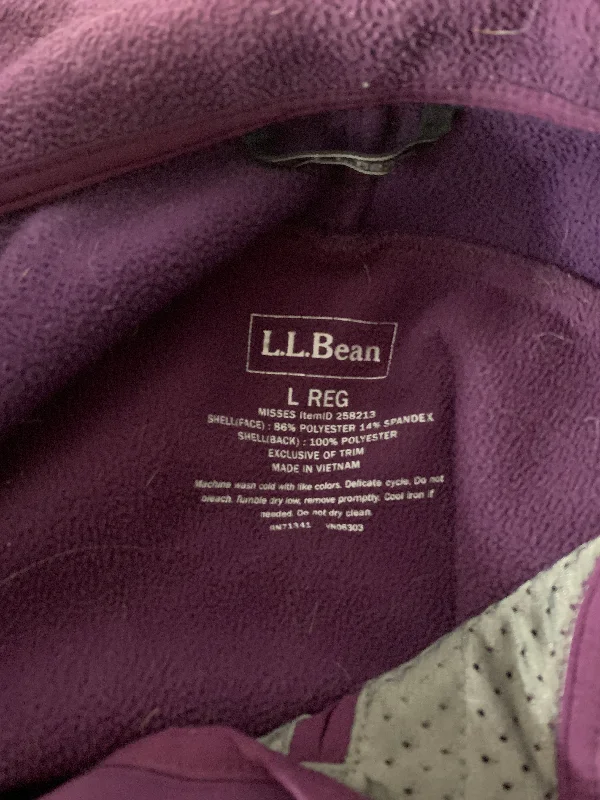 L.L.Bean
L REG
MISSES ItemID 258213
SHELL(FACE) : 86% POLYESTER 14% SPANDEX
SHELL(BACK) : 100% POLYESTER
EXCLUSIVE OF TRIM
MADE IN VIETNAM
Machine wash cold with like colors. Delicate cycle. Do not
bleach. Tumble dry low, remove promptly. Cool iron if
needed. Do not dry clean.
RN71341 VN06303